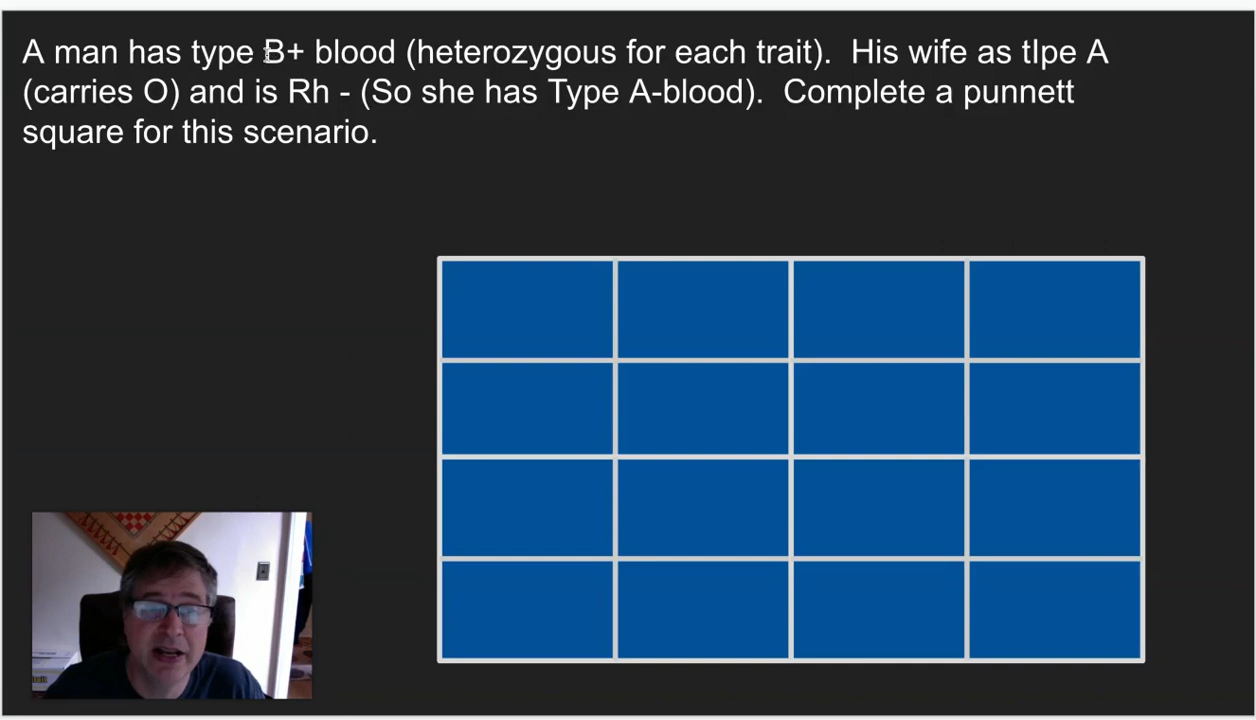 A man has type B+ blood (heterozygous for each trait).  His wife as tIpe A
(carries O) and is Rh - (So she has Type A-blood).  Complete a punnett
square for this scenario.